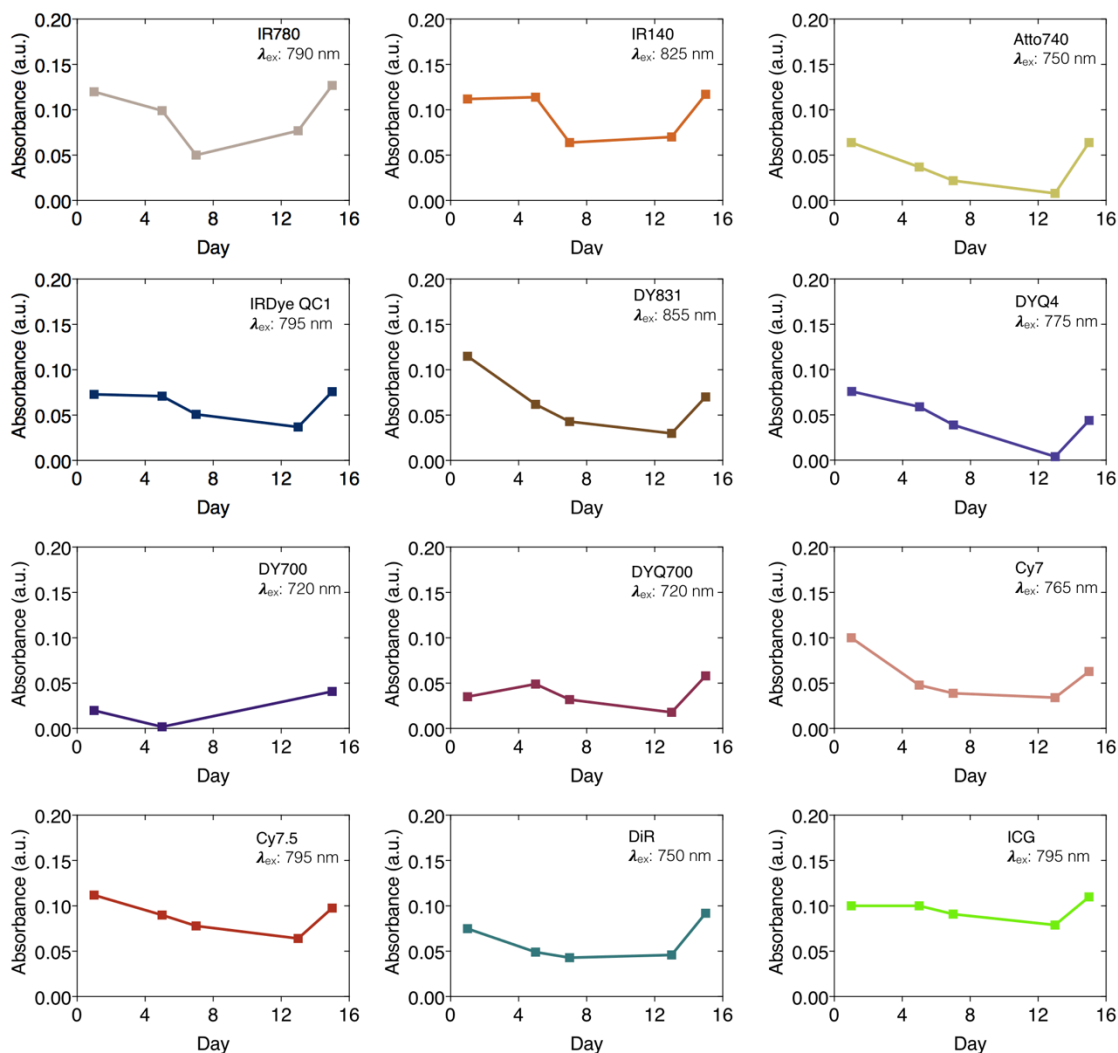 IR780
λex: 790 nm
Absorbance (a.u.)
0.20
0.15
0.10
0.05
0.00
0 4 8 12 16
Day
IR140
λex: 825 nm
Absorbance (a.u.)
0.20
0.15
0.10
0.05
0.00
0 4 8 12 16
Day
Atto740
λex: 750 nm
Absorbance (a.u.)
0.20
0.15
0.10
0.05
0.00
0 4 8 12 16
Day
IRDye QC1
λex: 795 nm
Absorbance (a.u.)
0.20
0.15
0.10
0.05
0.00
0 4 8 12 16
Day
DY831
λex: 855 nm
Absorbance (a.u.)
0.20
0.15
0.10
0.05
0.00
0 4 8 12 16
Day
DYQ4
λex: 775 nm
Absorbance (a.u.)
0.20
0.15
0.10
0.05
0.00
0 4 8 12 16
Day
DY700
λex: 720 nm
Absorbance (a.u.)
0.20
0.15
0.10
0.05
0.00
0 4 8 12 16
Day
DYQ700
λex: 720 nm
Absorbance (a.u.)
0.20
0.15
0.10
0.05
0.00
0 4 8 12 16
Day
Cy7
λex: 765 nm
Absorbance (a.u.)
0.20
0.15
0.10
0.05
0.00
0 4 8 12 16
Day
Cy7.5
λex: 795 nm
Absorbance (a.u.)
0.20
0.15
0.10
0.05
0.00
0 4 8 12 16
Day
DiR
λex: 750 nm
Absorbance (a.u.)
0.20
0.15
0.10
0.05
0.00
0 4 8 12 16
Day
ICG
λex: 795 nm
Absorbance (a.u.)
0.20
0.15
0.10
0.05
0.00
0 4 8 12 16
Day